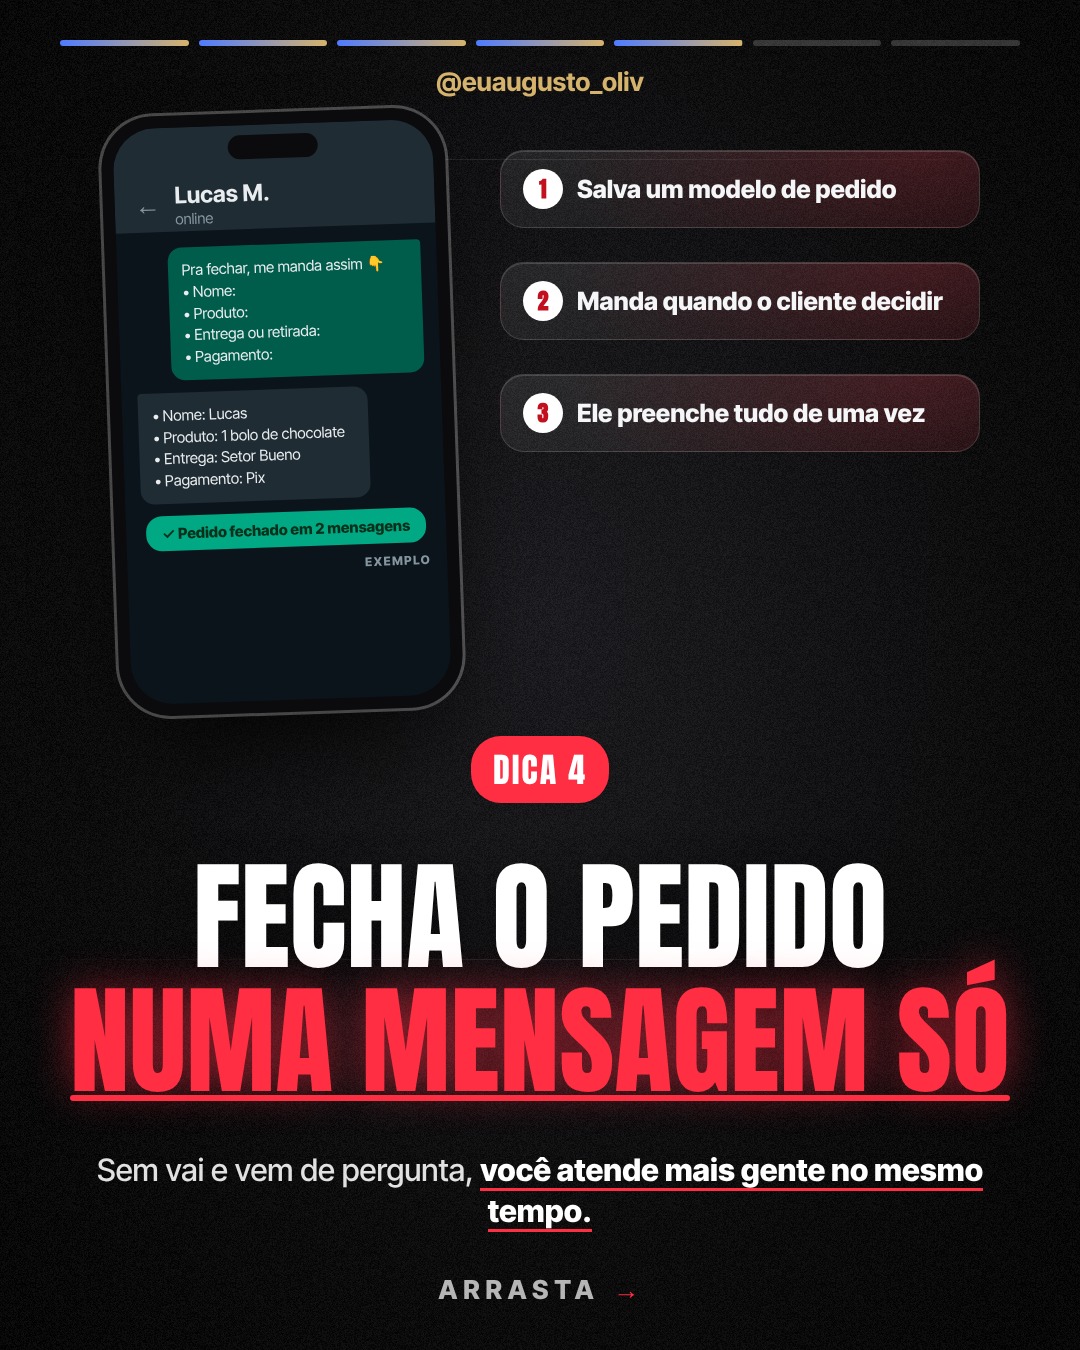 @euaugusto_oliv
← Lucas M.
online
Pra fechar, me manda assim 👇
• Nome:
• Produto:
• Entrega ou retirada:
• Pagamento:
• Nome: Lucas
• Produto: 1 bolo de chocolate
• Entrega: Setor Bueno
• Pagamento: Pix
✓ Pedido fechado em 2 mensagens
EXEMPLO
1 Salva um modelo de pedido
2 Manda quando o cliente decidir
3 Ele preenche tudo de uma vez
DICA 4
FECHA O PEDIDO
NUMA MENSAGEM SÓ
Sem vai e vem de pergunta, você atende mais gente no mesmo
tempo.
ARRASTA →